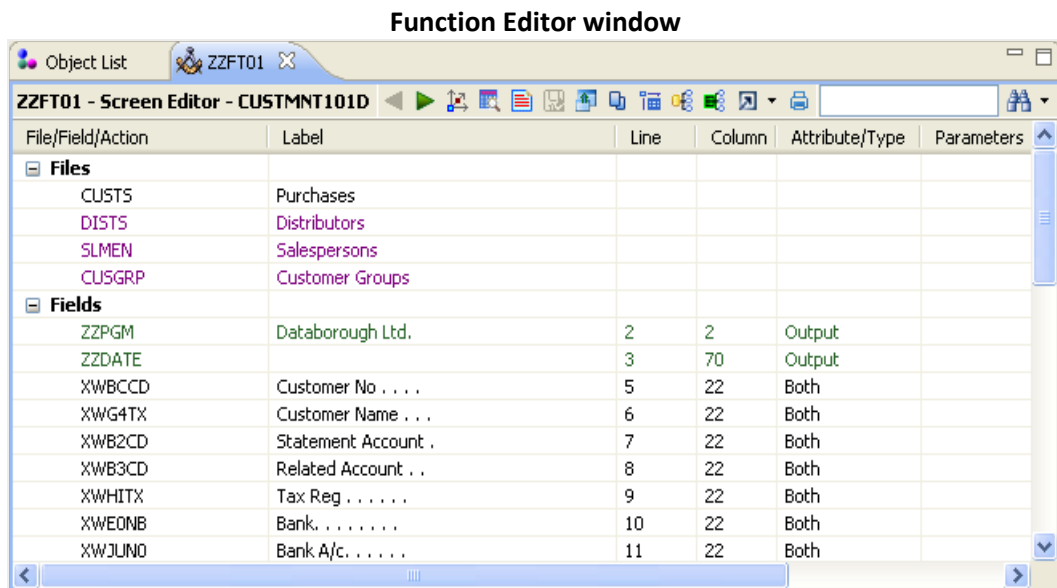 Function Editor window
Object List ZZFT01
ZZFT01 - Screen Editor - CUSTMNT101D
File/Field/Action Label Line Column Attribute/Type Parameters
Files
CUSTS Purchases
DISTS Distributors
SLMEN Salespersons
CUSGRP Customer Groups
Fields
ZZPGM Databorough Ltd. 2 2 Output
ZZDATE 3 70 Output
XWBCCD Customer No . . . . 5 22 Both
XWG4TX Customer Name . . . 6 22 Both
XWB2CD Statement Account . 7 22 Both
XWB3CD Related Account . . 8 22 Both
XWHITX Tax Reg . . . . . . 9 22 Both
XWE0NB Bank. . . . . . . . 10 22 Both
XWJUN0 Bank A/c. . . . . . 11 22 Both